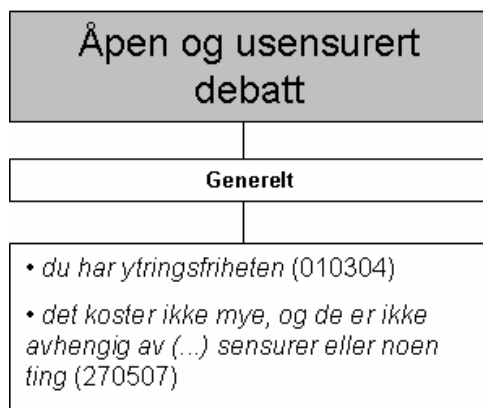 Åpen og usensurert
debatt
Generelt
• du har ytringsfriheten (010304)
• det koster ikke mye, og de er ikke
avhengig av (...) sensurer eller noen
ting (270507)